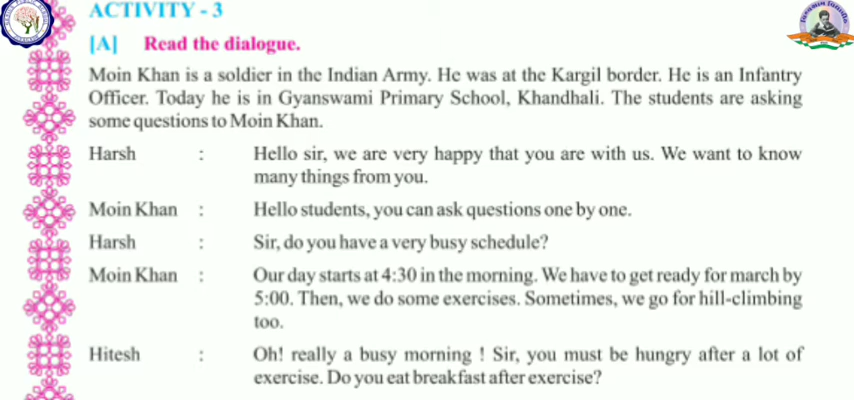 ACTIVITY - 3
[A] Read the dialogue.
Moin Khan is a soldier in the Indian Army. He was at the Kargil border. He is an Infantry
Officer. Today he is in Gyanswami Primary School, Khandhali. The students are asking
some questions to Moin Khan.
Harsh : Hello sir, we are very happy that you are with us. We want to know
many things from you.
Moin Khan : Hello students, you can ask questions one by one.
Harsh : Sir, do you have a very busy schedule?
Moin Khan : Our day starts at 4:30 in the morning. We have to get ready for march by
5:00. Then, we do some exercises. Sometimes, we go for hill-climbing
too.
Hitesh : Oh! really a busy morning ! Sir, you must be hungry after a lot of
exercise. Do you eat breakfast after exercise?